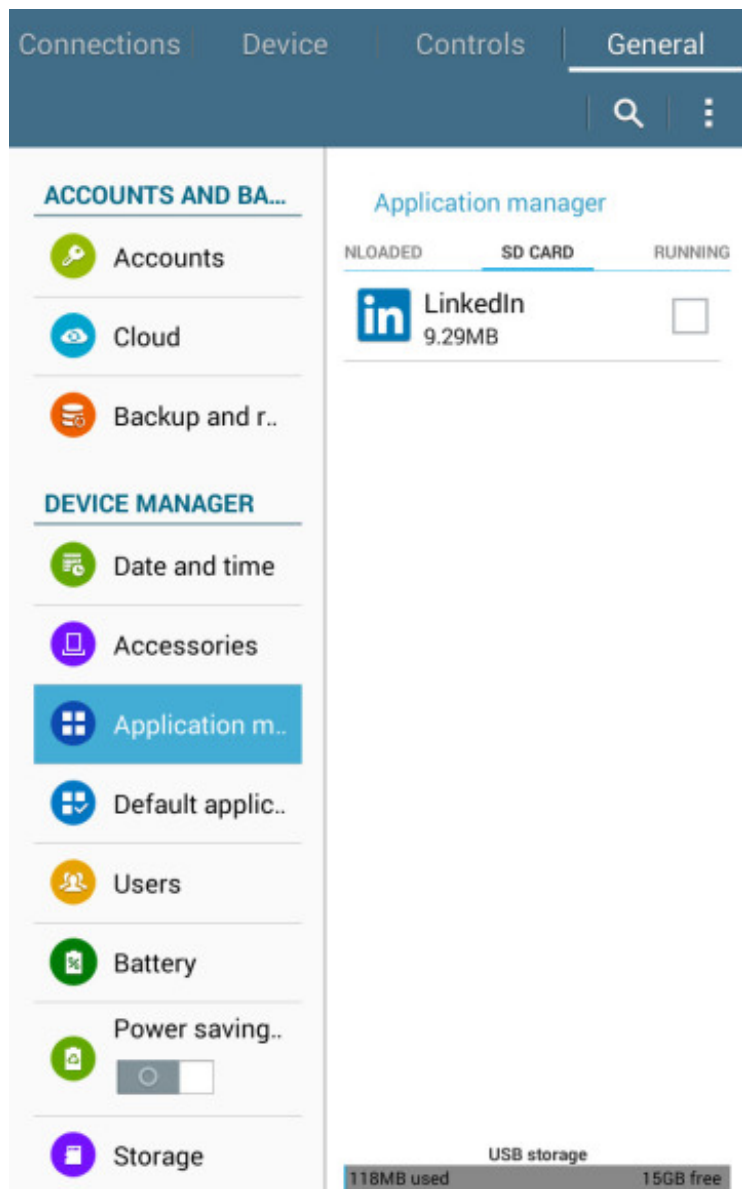 Connections Device Controls General
ACCOUNTS AND BA...
Accounts
Cloud
Backup and r..
DEVICE MANAGER
Date and time
Accessories
Application m..
Default applic..
Users
Battery
Power saving..
Storage
Application manager
NLOADED SD CARD RUNNING
in LinkedIn
9.29MB
USB storage
118MB used 15GB free